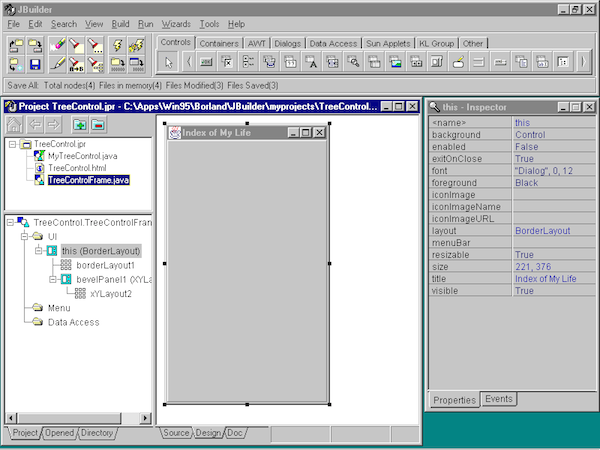 JBuilder
File Edit Search View Build Run Wizards Tools Help
Controls Containers AWT Dialogs Data Access Sun Applets KL Group Other
Save All: Total nodes(4) Files in memory(4) Files Modified(3) Files Saved(3)
Project TreeControl.jpr - C:\Apps\Win95\Borland\JBuilder\myprojects\TreeControl...
TreeControl.jpr
MyTreeControl.java
TreeControl.html
TreeControlFrame.java
TreeControl.TreeControlFran
UI
this (BorderLayout)
borderLayout1
bevelPanel1 (XYLa
xYLayout2
Menu
Data Access
Project Opened Directory
Index of My Life
Source Design Doc
this - Inspector
<name> this
background Control
enabled False
exitOnClose True
font "Dialog", 0, 12
foreground Black
iconImage
iconImageName
iconImageURL
layout BorderLayout
menuBar
resizable True
size 221, 376
title Index of My Life
visible True
Properties Events